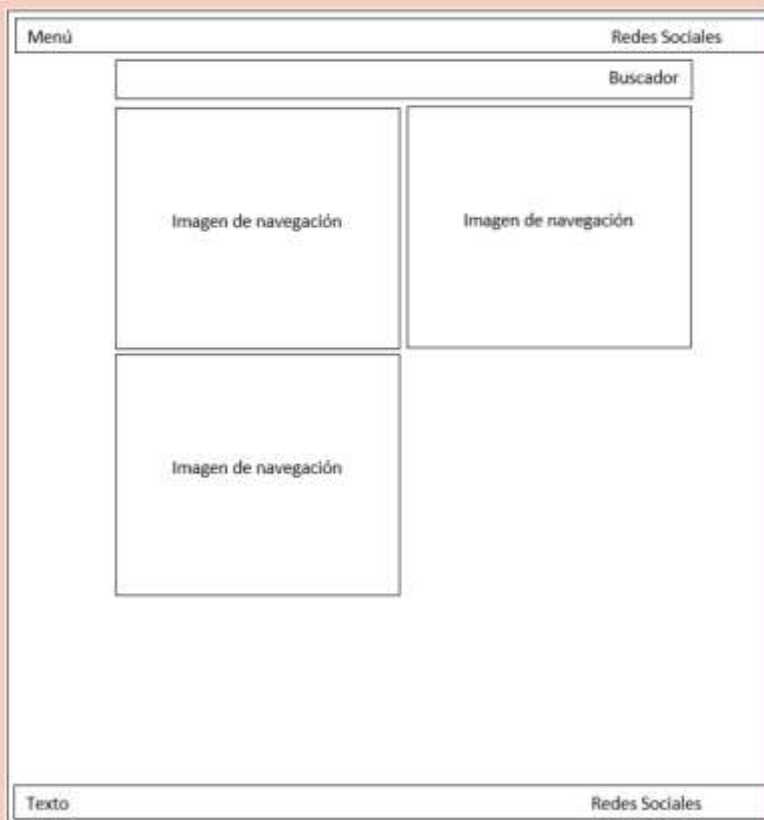 Menú Redes Sociales
Buscador
Imagen de navegación Imagen de navegación
Imagen de navegación
Texto Redes Sociales